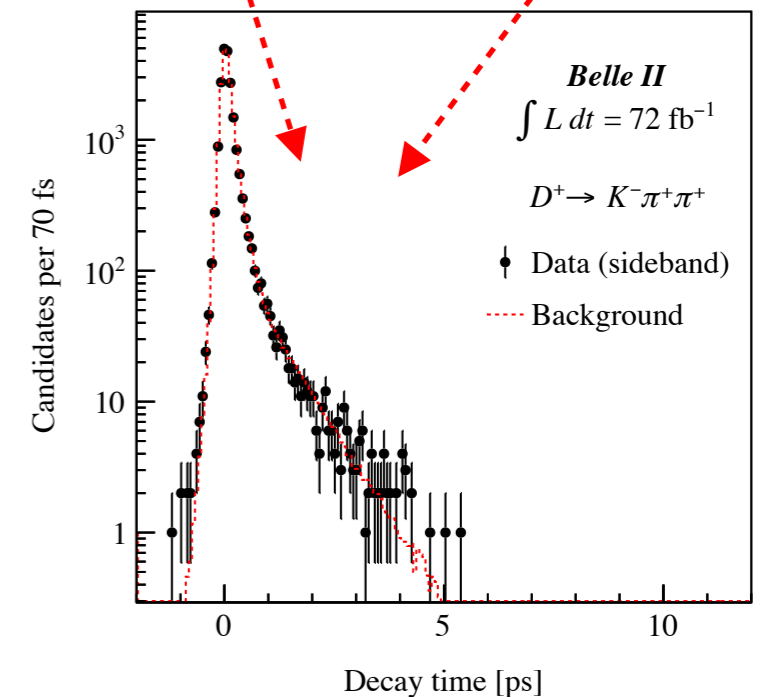 Belle II
∫ L dt = 72 fb⁻¹
D⁺→ K⁻π⁺π⁺
Data (sideband)
Background
Candidates per 70 fs
10³
10²
10
1
0 5 10
Decay time [ps]